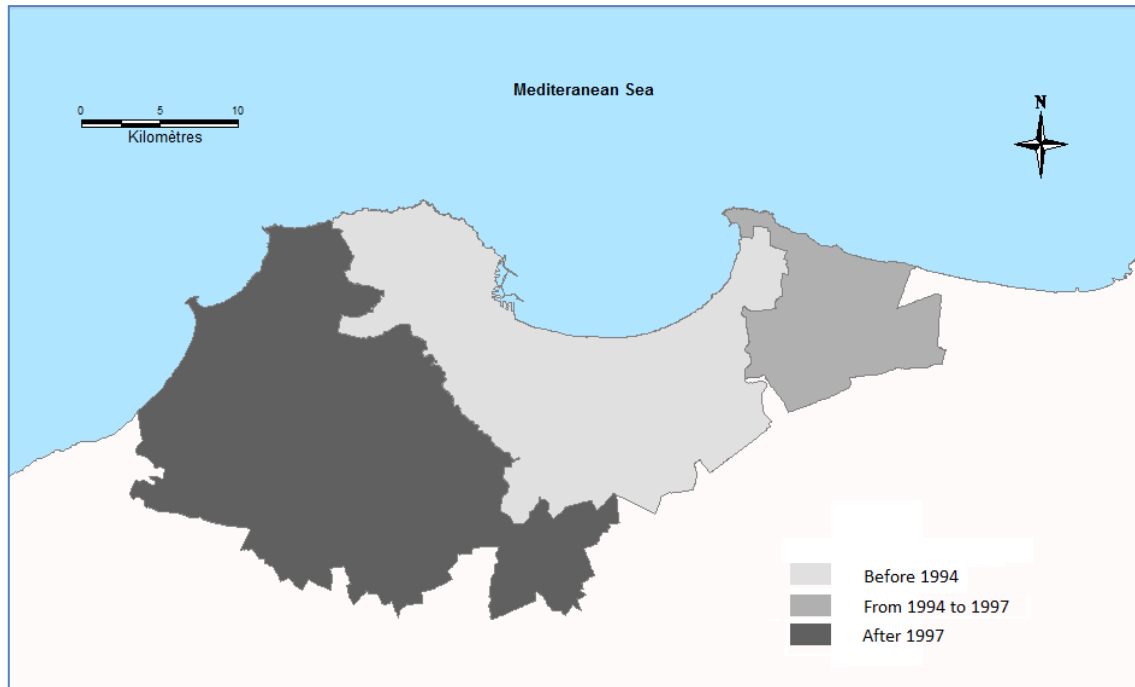 Mediteranean Sea
0 5 10
Kilomètres
N
Before 1994
From 1994 to 1997
After 1997